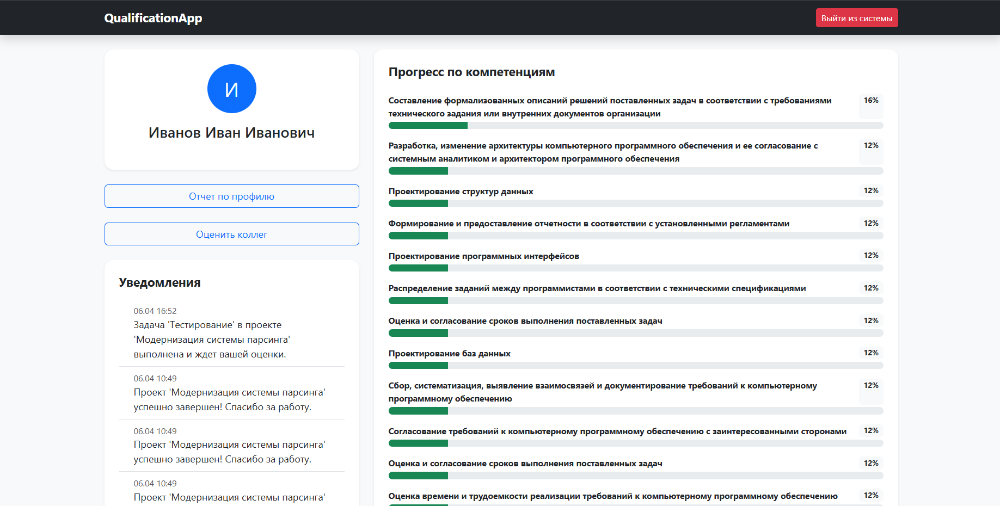 QualificationApp
Выйти из системы
И
Иванов Иван Иванович
Отчет по профилю
Оценить коллег
Уведомления
06.04 16:52
Задача 'Тестирование' в проекте
'Модернизация системы парсинга'
выполнена и ждет вашей оценки.
06.04 10:49
Проект 'Модернизация системы парсинга'
успешно завершен! Спасибо за работу.
06.04 10:49
Проект 'Модернизация системы парсинга'
успешно завершен! Спасибо за работу.
06.04 10:49
Проект 'Модернизация системы парсинга'
Прогресс по компетенциям
Составление формализованных описаний решений поставленных задач в соответствии с требованиями 16%
технического задания или внутренних документов организации
Разработка, изменение архитектуры компьютерного программного обеспечения и ее согласование с 12%
системным аналитиком и архитектором программного обеспечения
Проектирование структур данных 12%
Формирование и предоставление отчетности в соответствии с установленными регламентами 12%
Проектирование программных интерфейсов 12%
Распределение заданий между программистами в соответствии с техническими спецификациями 12%
Оценка и согласование сроков выполнения поставленных задач 12%
Проектирование баз данных 12%
Сбор, систематизация, выявление взаимосвязей и документирование требований к компьютерному 12%
программному обеспечению
Согласование требований к компьютерному программному обеспечению с заинтересованными сторонами 12%
Оценка и согласование сроков выполнения поставленных задач 12%
Оценка времени и трудоемкости реализации требований к компьютерному программному обеспечению 12%